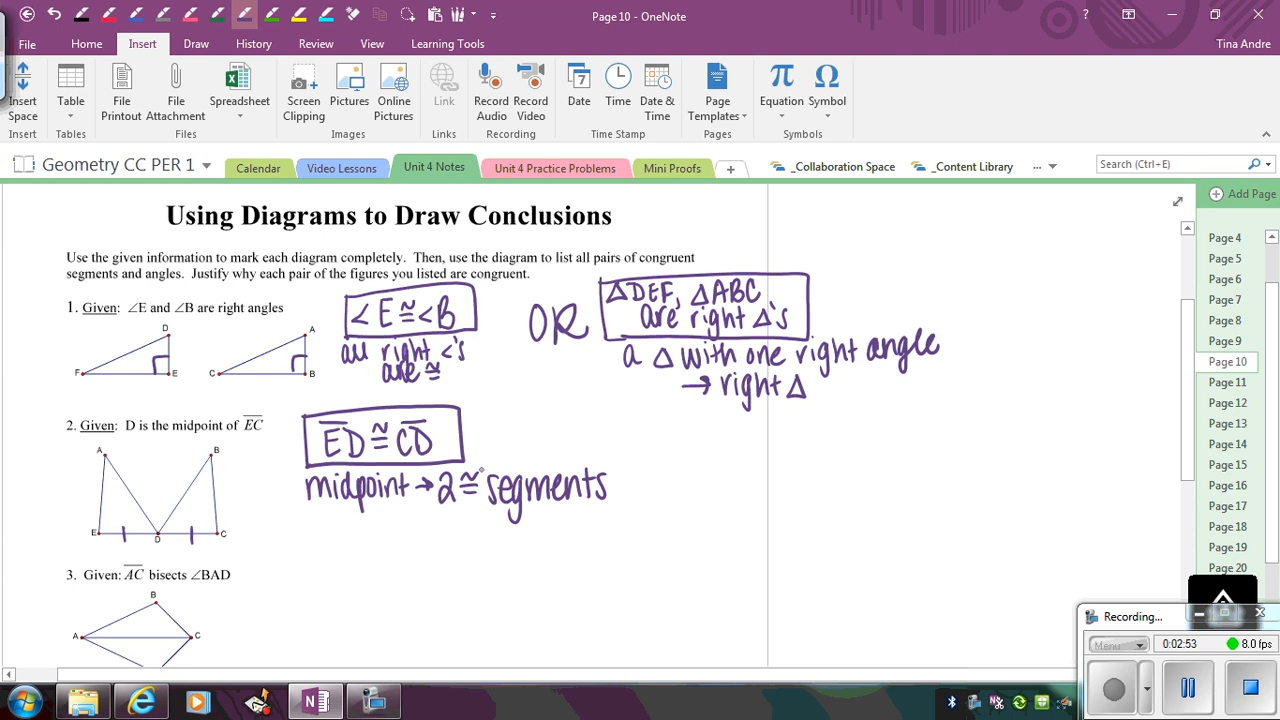 Page 10 - OneNote
Tina Andre
File Home Insert Draw History Review View Learning Tools
Insert Space
Table
File Printout
File Attachment
Spreadsheet
Screen Clipping
Pictures
Online Pictures
Link
Record Audio
Record Video
Date
Time
Date & Time
Page Templates
Equation
Symbol
Insert Tables Files Images Links Recording Time Stamp Pages Symbols
Geometry CC PER 1
Calendar Video Lessons Unit 4 Notes Unit 4 Practice Problems Mini Proofs
_Collaboration Space _Content Library ...
Search (Ctrl+E)
Add Page
Using Diagrams to Draw Conclusions
Use the given information to mark each diagram completely. Then, use the diagram to list all pairs of congruent
segments and angles. Justify why each pair of the figures you listed are congruent.
1. Given: ∠E and ∠B are right angles
D
F
E
A
C
B
∠E ≅ ∠B
all right ∠'s
are ≅
OR
ΔDEF, ΔABC
are right Δ's
a Δ with one right angle
→ right Δ
2. Given: D is the midpoint of EC
A
B
E
D
C
ED ≅ CD
midpoint → 2 ≅ segments
3. Given: AC bisects ∠BAD
B
A
C
Page 4
Page 5
Page 6
Page 7
Page 8
Page 9
Page 10
Page 11
Page 12
Page 13
Page 14
Page 15
Page 16
Page 17
Page 18
Page 19
Page 20
Recording...
Menu
0:02:53
8.0 fps